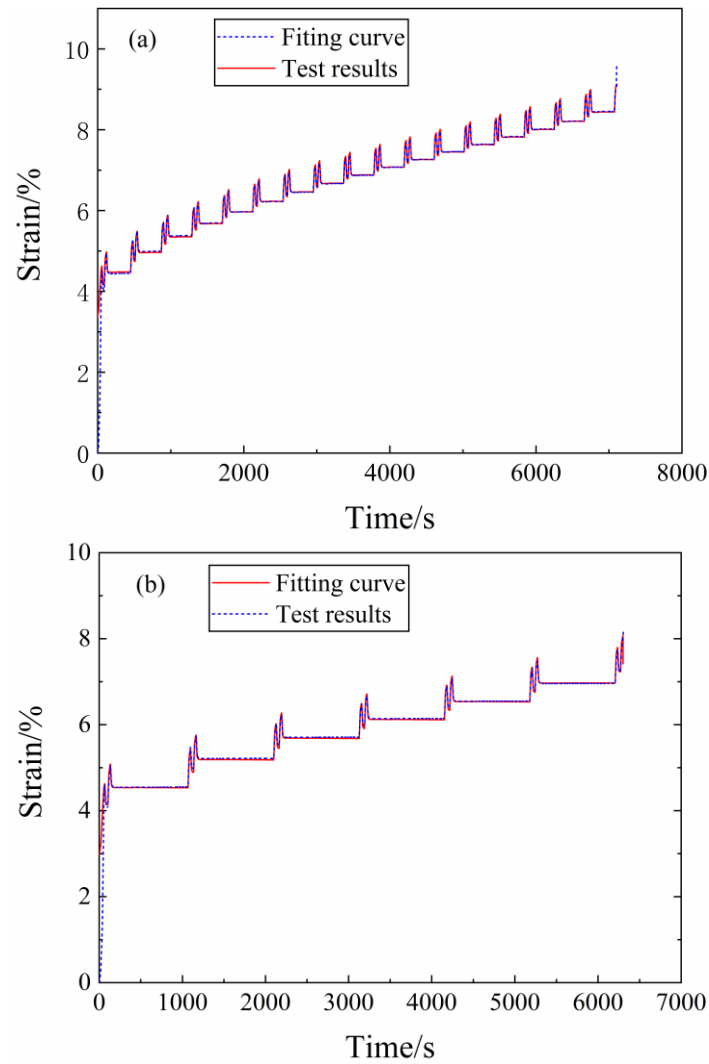 (a)
Fiting curve
Test results
10
8
6
4
2
0
Strain/%
0 2000 4000 6000 8000
Time/s
(b)
Fitting curve
Test results
10
8
6
4
2
0
Strain/%
0 1000 2000 3000 4000 5000 6000 7000
Time/s